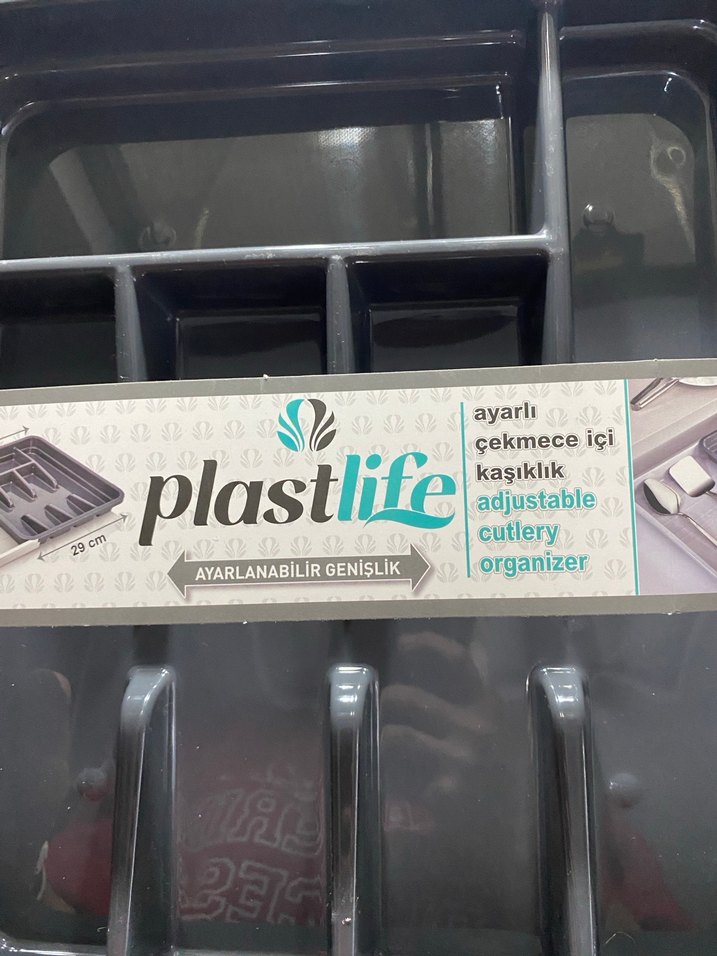 plastlife
AYARLANABİLİR GENİŞLİK
29 cm
ayarlı
çekmece içi
kaşıklık
adjustable
cutlery
organizer